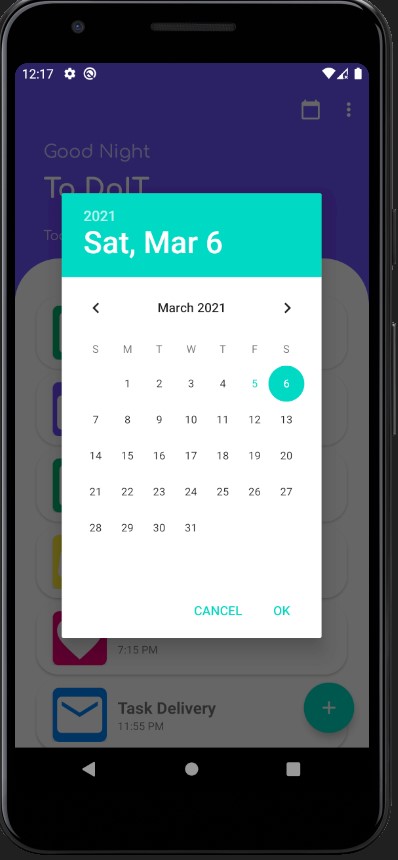 12:17
Good Night
To DoIT
2021
Sat, Mar 6
March 2021
S M T W T F S
1 2 3 4 5 6
7 8 9 10 11 12 13
14 15 16 17 18 19 20
21 22 23 24 25 26 27
28 29 30 31
CANCEL OK
7:15 PM
Task Delivery
11:55 PM
+